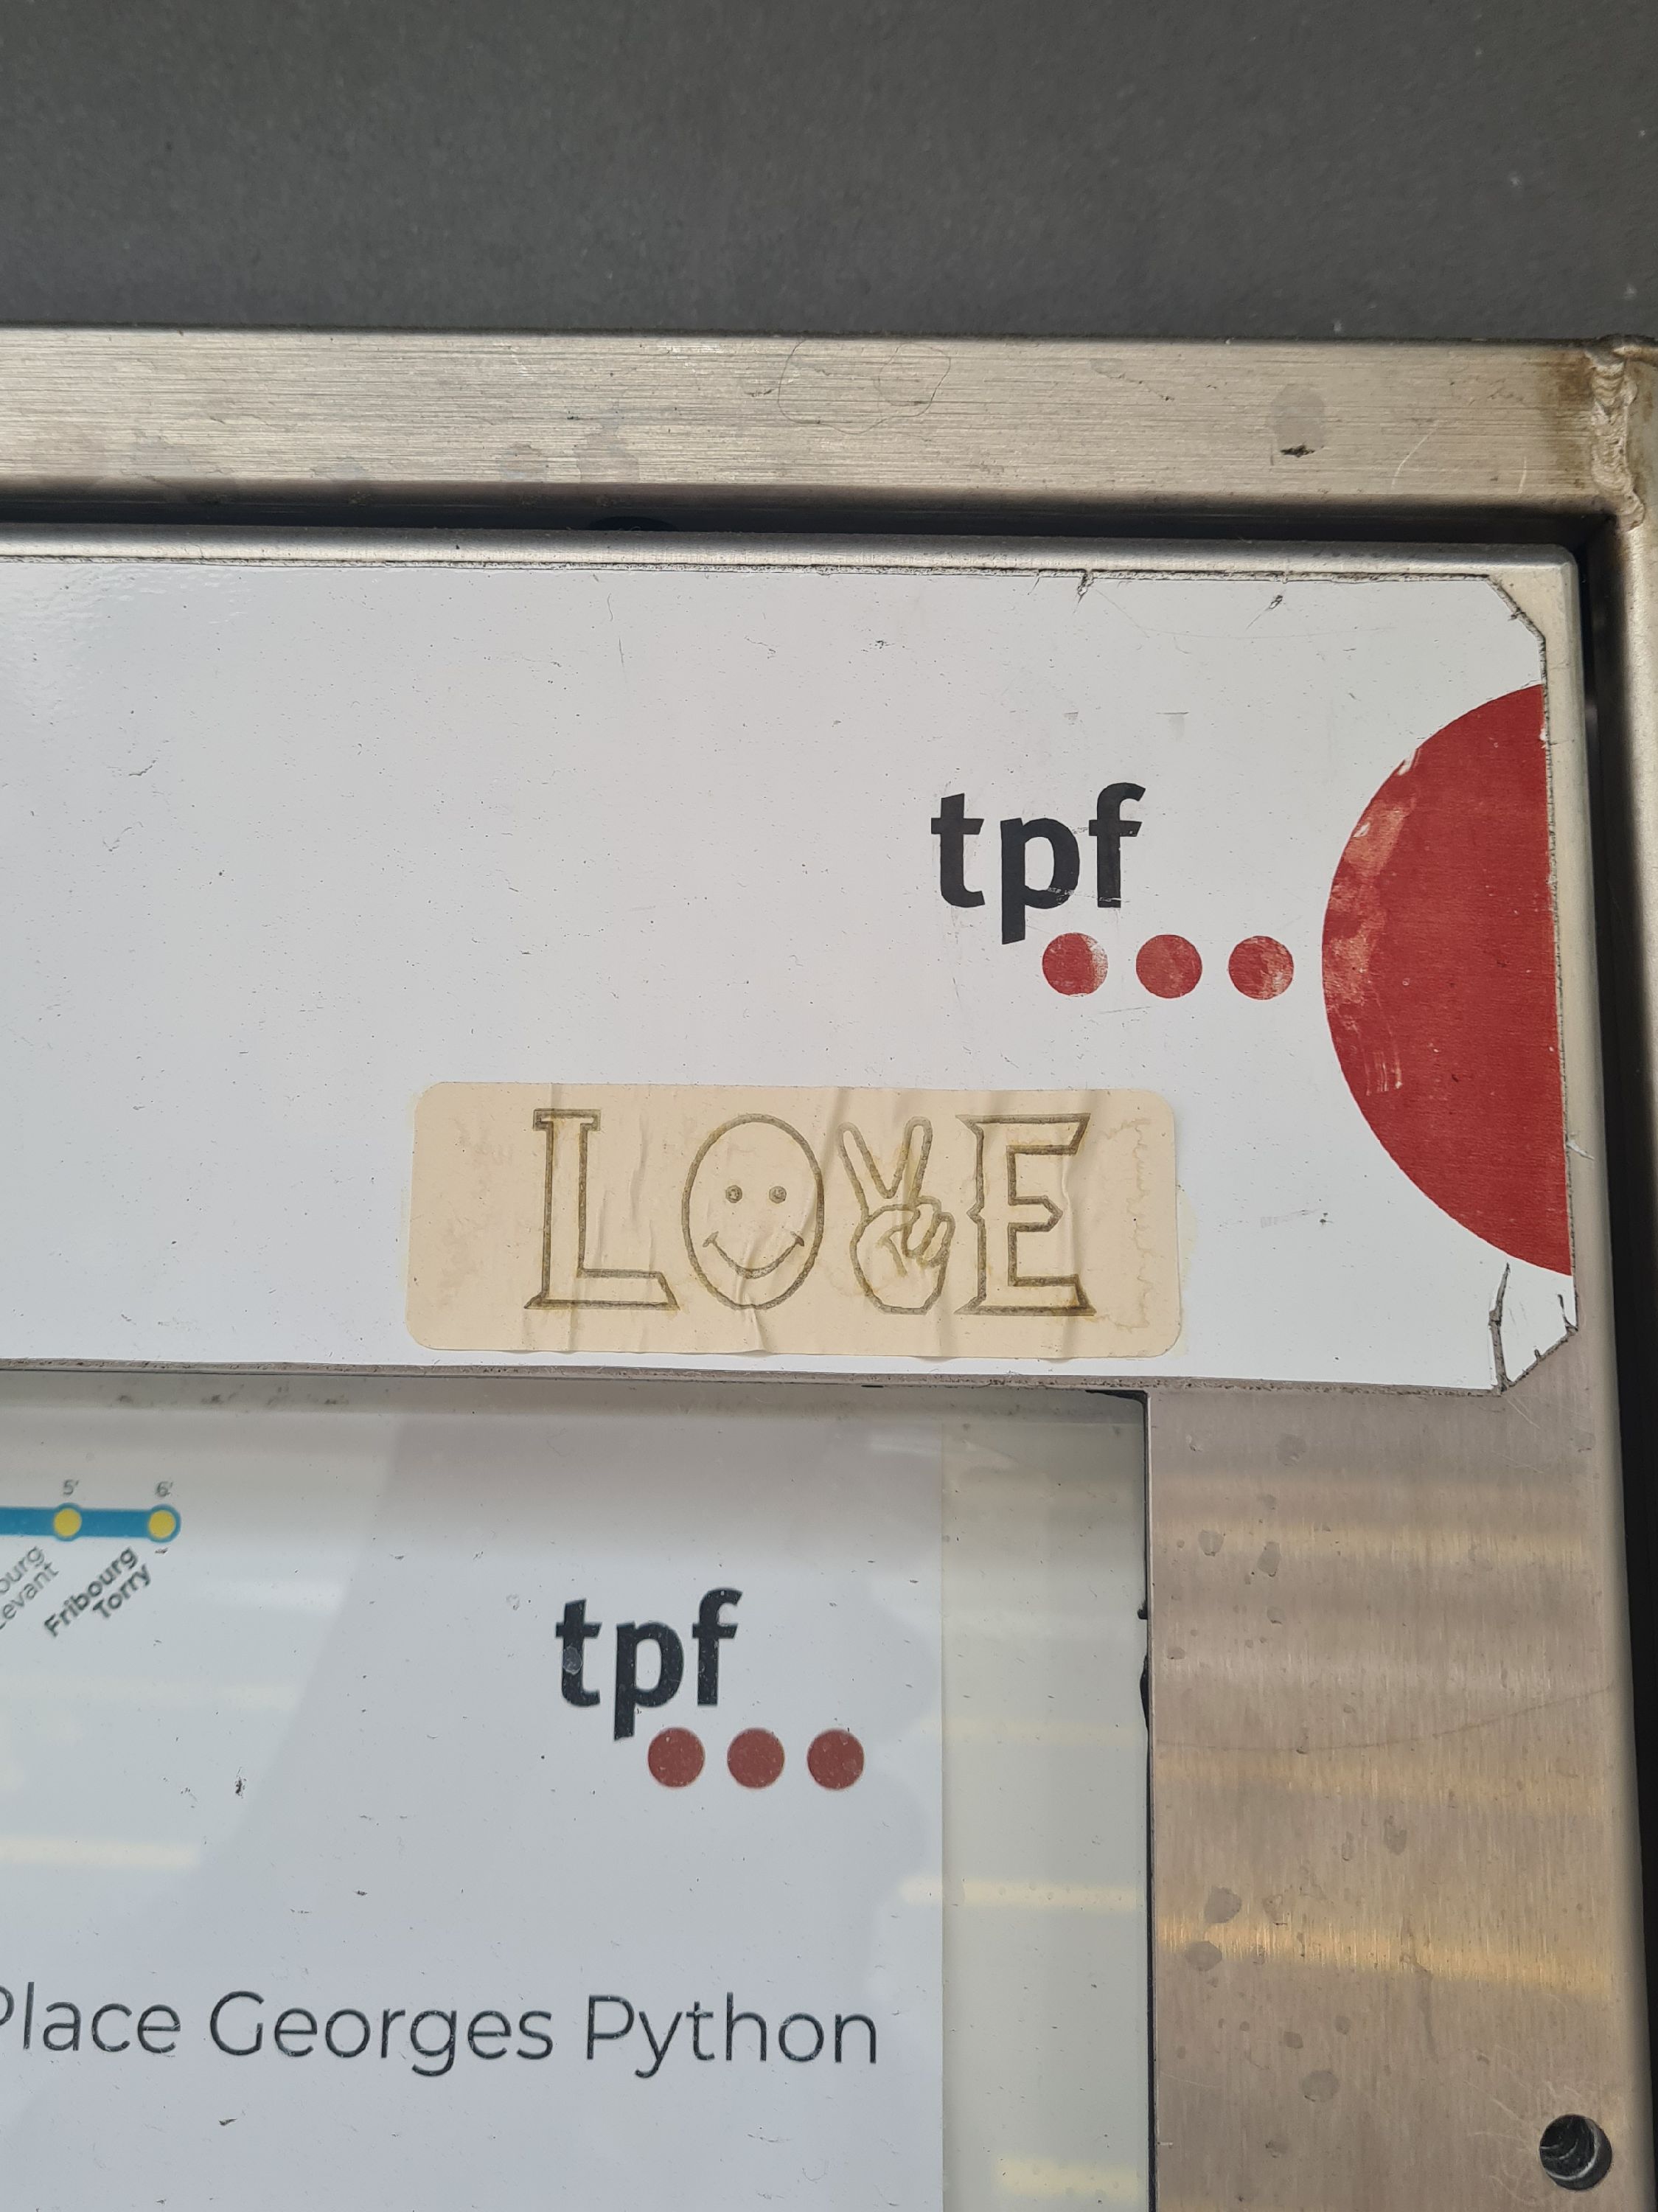 tpf
LOVE
5' 6'
Fribourg
Torry
tpf
Place Georges Python